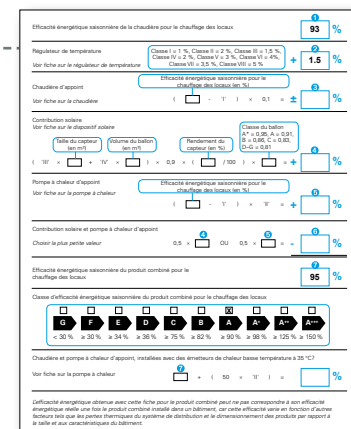 1
Efficacité énergétique saisonnière de la chaudière pour le chauffage des locaux
93 %
2
Régulateur de température
Voir fiche sur le régulateur de température
Classe I = 1 %, Classe II = 2 %, Classe III = 1,5 %,
Classe IV = 2 %, Classe V = 3 %, Classe VI = 4%,
Classe VII = 3,5 %, Classe VIII = 5 %
+ 1.5 %
3
Chaudière d'appoint
Voir fiche sur la chaudière
Efficacité énergétique saisonnière pour le
chauffage des locaux (en %)
( - 'I' ) × 0,1 = ± %
Contribution solaire
Voir fiche sur le dispositif solaire
Classe du ballon
A* = 0,95, A = 0,91,
B = 0,86, C = 0,83,
D-G = 0,81
Taille du capteur
(en m²)
Volume du ballon
(en m³)
Rendement du
capteur (en %)
4
( 'III' × + 'IV' × ) × 0,9 × ( /100 ) × = + %
5
Pompe à chaleur d'appoint
Voir fiche sur la pompe à chaleur
Efficacité énergétique saisonnière pour le
chauffage des locaux (en %)
( - 'I' ) × 'II' = + %
6
Contribution solaire et pompe à chaleur d'appoint
Choisir la plus petite valeur
4 5
0,5 × OU 0,5 × = - %
7
Efficacité énergétique saisonnière du produit combiné pour le
chauffage des locaux
95 %
Classe d'efficacité énergétique saisonnière du produit combiné pour le chauffage des locaux
X
G F E D C B A A⁺ A⁺⁺ A⁺⁺⁺
< 30 % ≥ 30 % ≥ 34 % ≥ 36 % ≥ 75 % ≥ 82 % ≥ 90 % ≥ 98 % ≥ 125 % ≥ 150 %
Chaudière et pompe à chaleur d'appoint, installées avec des émetteurs de chaleur basse température à 35 °C?
7
Voir fiche sur la pompe à chaleur
+ ( 50 × 'II' ) = %
L'efficacité énergétique obtenue avec cette fiche pour le produit combiné peut ne pas correspondre à son efficacité
énergétique réelle une fois le produit combiné installé dans un bâtiment, car cette efficacité varie en fonction d'autres
facteurs tels que les pertes thermiques du système de distribution et le dimensionnement des produits par rapport à
la taille et aux caractéristiques du bâtiment.